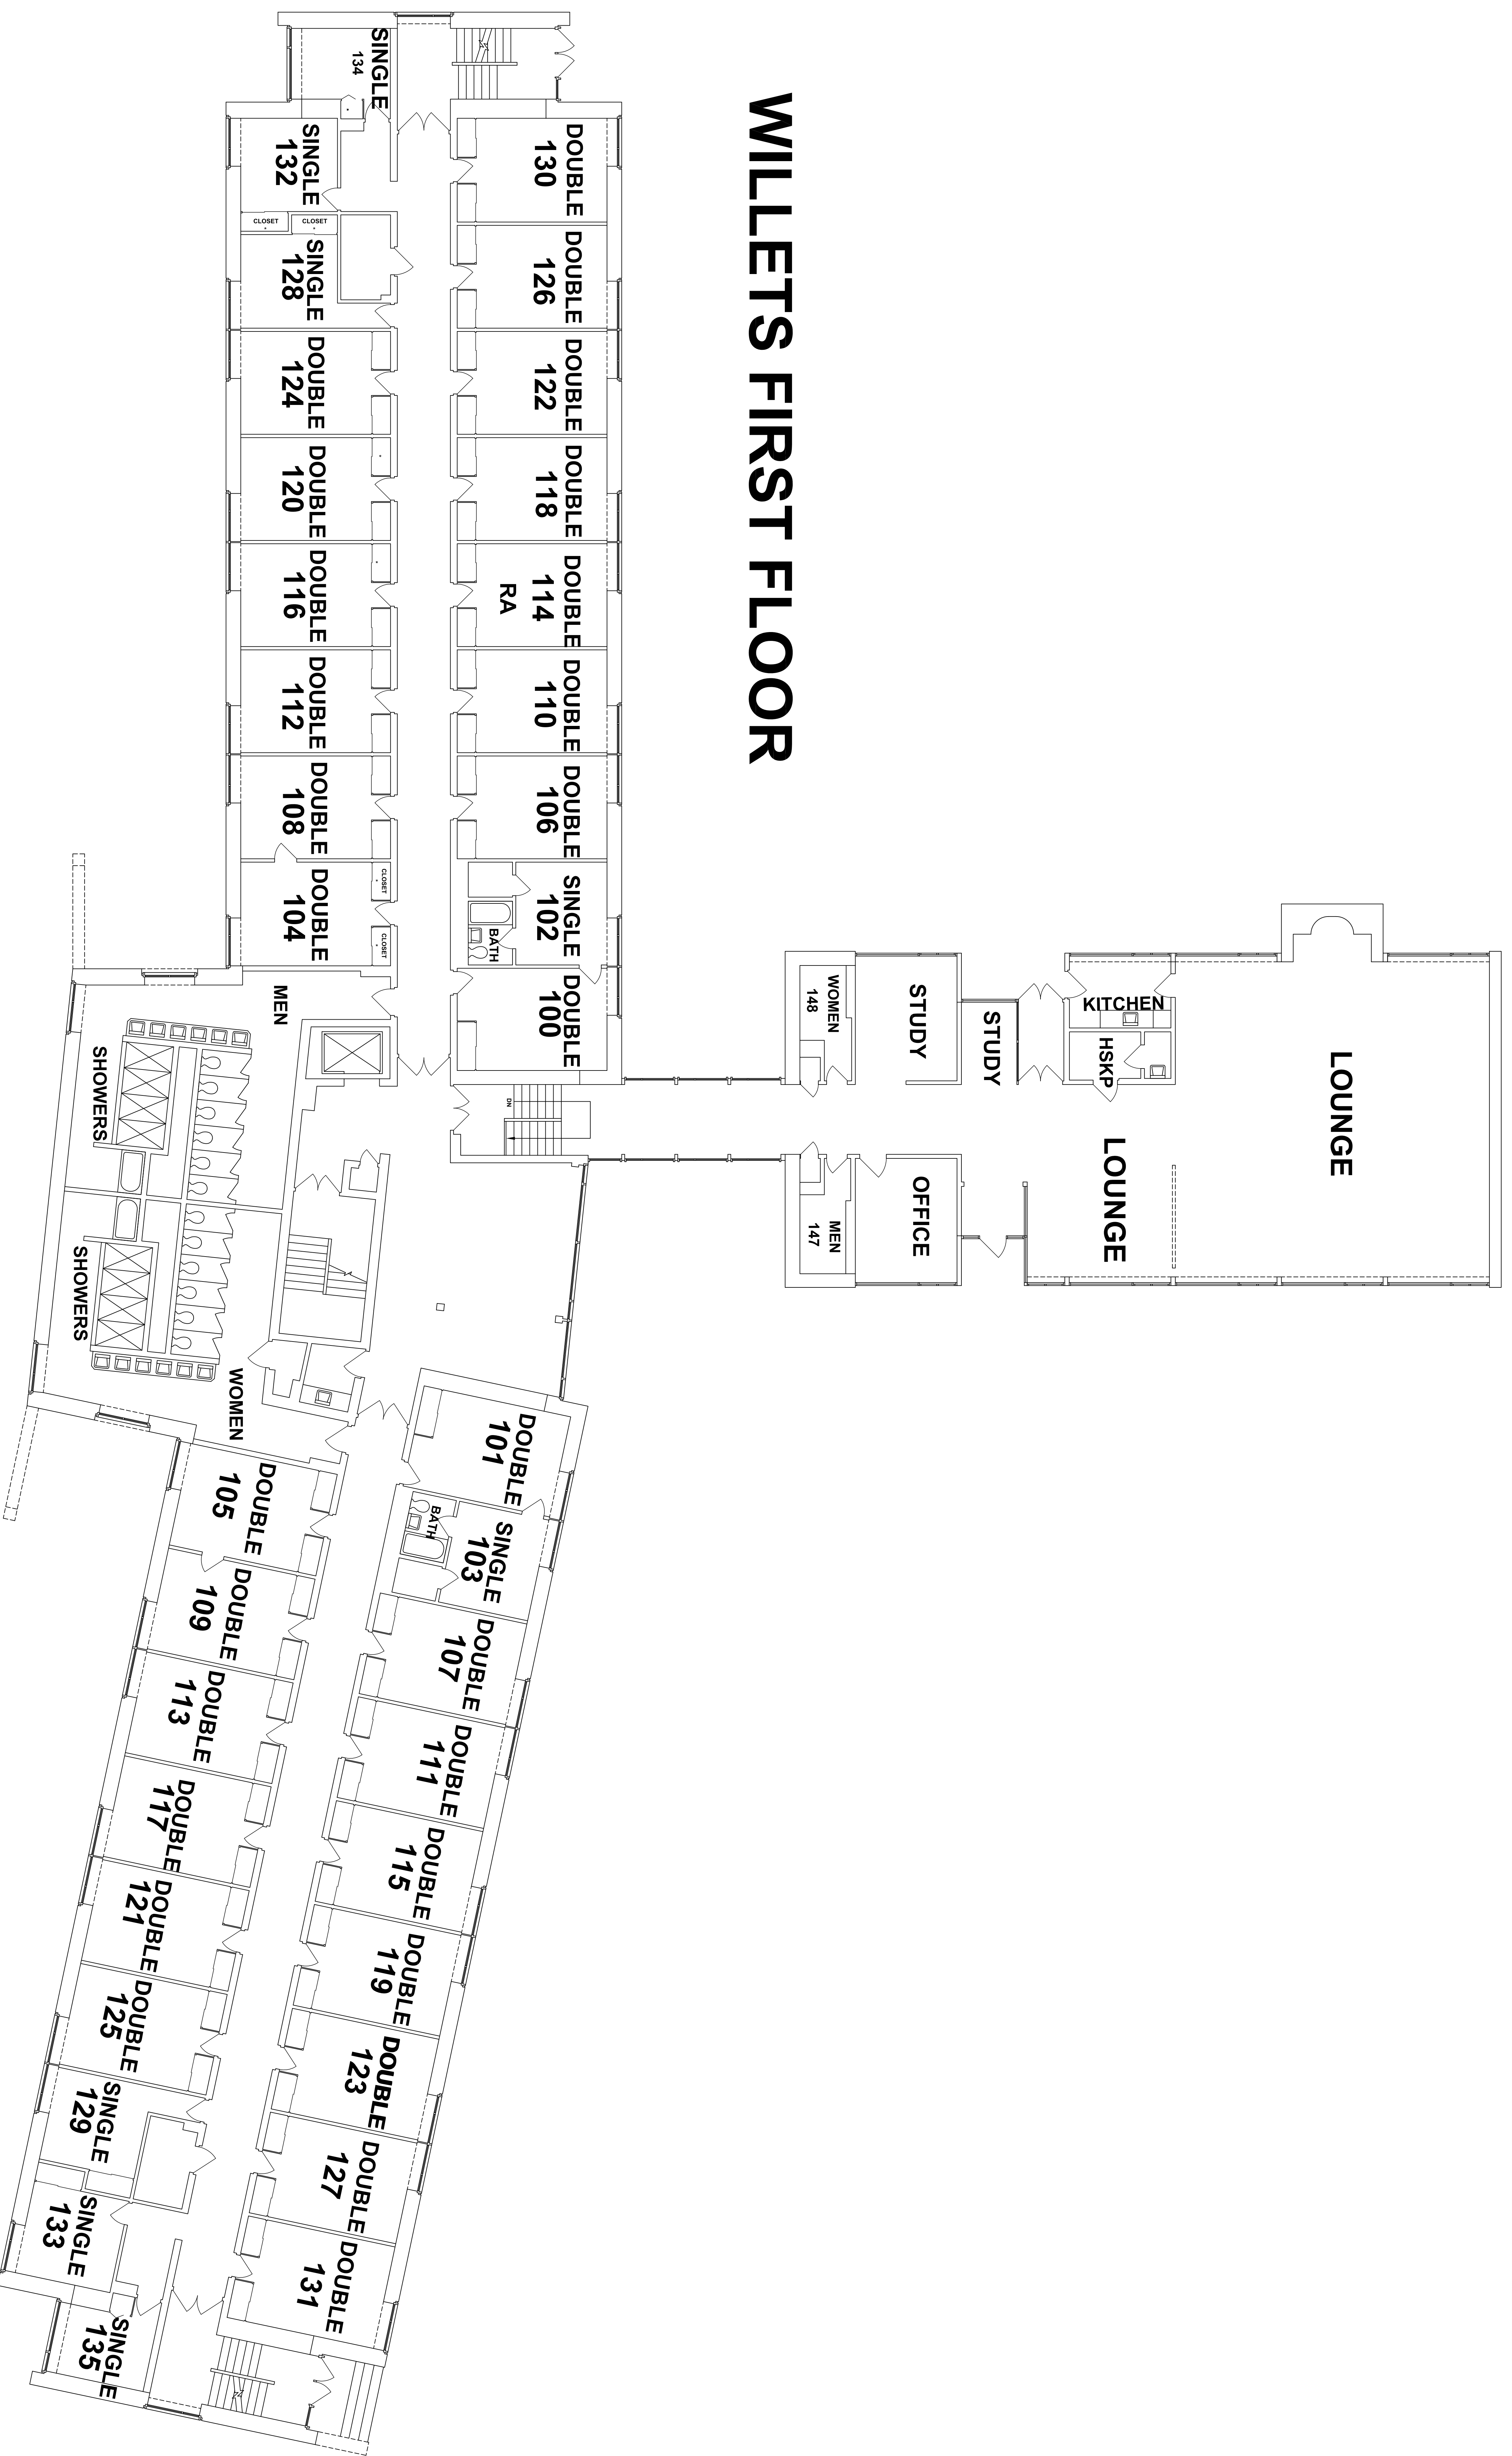 WILLETS FIRST FLOOR
LOUNGE
LOUNGE
KITCHEN
HSKP
STUDY
STUDY
OFFICE
WOMEN
148
MEN
147
DN
DOUBLE
130
DOUBLE
126
DOUBLE
122
DOUBLE
118
DOUBLE
114
RA
DOUBLE
110
DOUBLE
106
SINGLE
102
BATH
DOUBLE
100
SINGLE
134
SINGLE
132
CLOSET
CLOSET
SINGLE
128
DOUBLE
124
DOUBLE
120
DOUBLE
116
DOUBLE
112
DOUBLE
108
DOUBLE
104
CLOSET
CLOSET
MEN
SHOWERS
SHOWERS
WOMEN
DOUBLE
101
SINGLE
103
BATH
DOUBLE
107
DOUBLE
111
DOUBLE
115
DOUBLE
119
DOUBLE
123
DOUBLE
127
DOUBLE
131
DOUBLE
105
DOUBLE
109
DOUBLE
113
DOUBLE
117
DOUBLE
121
DOUBLE
125
SINGLE
129
SINGLE
133
SINGLE
135